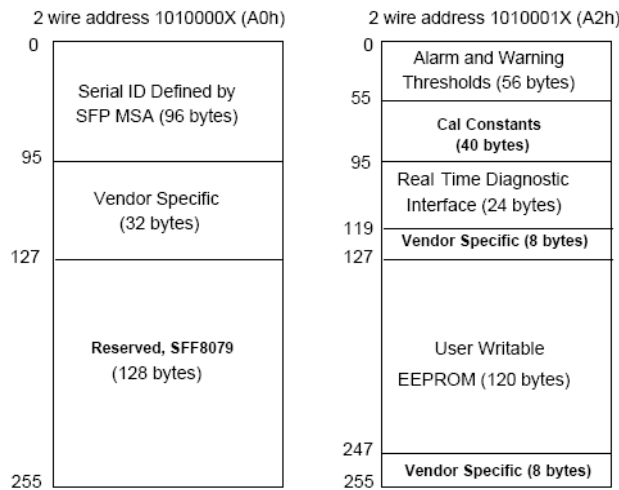 2 wire address 1010000X (A0h)
0
Serial ID Defined by
SFP MSA (96 bytes)
95
Vendor Specific
(32 bytes)
127
Reserved, SFF8079
(128 bytes)
255
2 wire address 1010001X (A2h)
0
Alarm and Warning
Thresholds (56 bytes)
55
Cal Constants
(40 bytes)
95
Real Time Diagnostic
Interface (24 bytes)
119
Vendor Specific (8 bytes)
127
User Writable
EEPROM (120 bytes)
247
Vendor Specific (8 bytes)
255